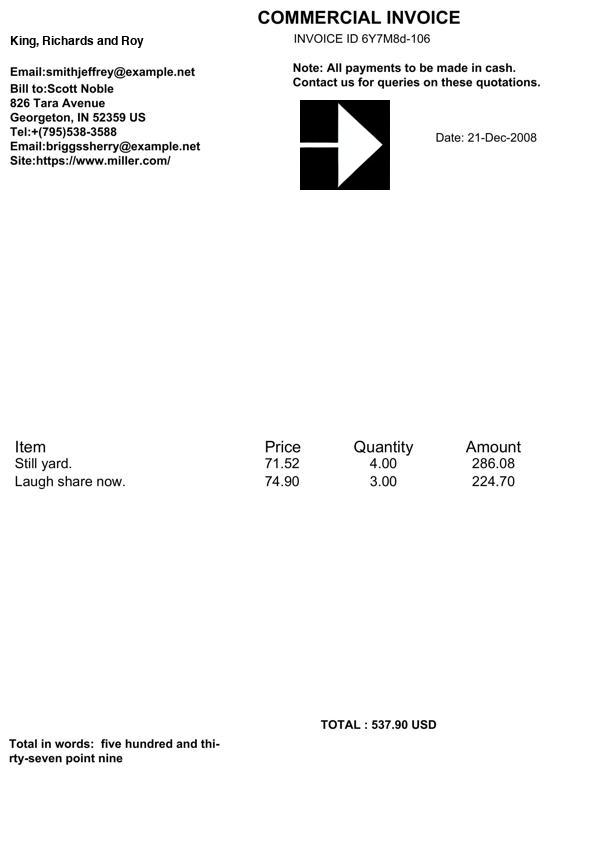 COMMERCIAL INVOICE
King, Richards and Roy
INVOICE ID 6Y7M8d-106
Email:smithjeffrey@example.net
Note: All payments to be made in cash.
Contact us for queries on these quotations.
Bill to:Scott Noble
826 Tara Avenue
Georgeton, IN 52359 US
Tel:+(795)538-3588
Email:briggssherry@example.net
Site:https://www.miller.com/
Date: 21-Dec-2008
Item Price Quantity Amount
Still yard. 71.52 4.00 286.08
Laugh share now. 74.90 3.00 224.70
TOTAL : 537.90 USD
Total in words:  five hundred and thi-
rty-seven point nine